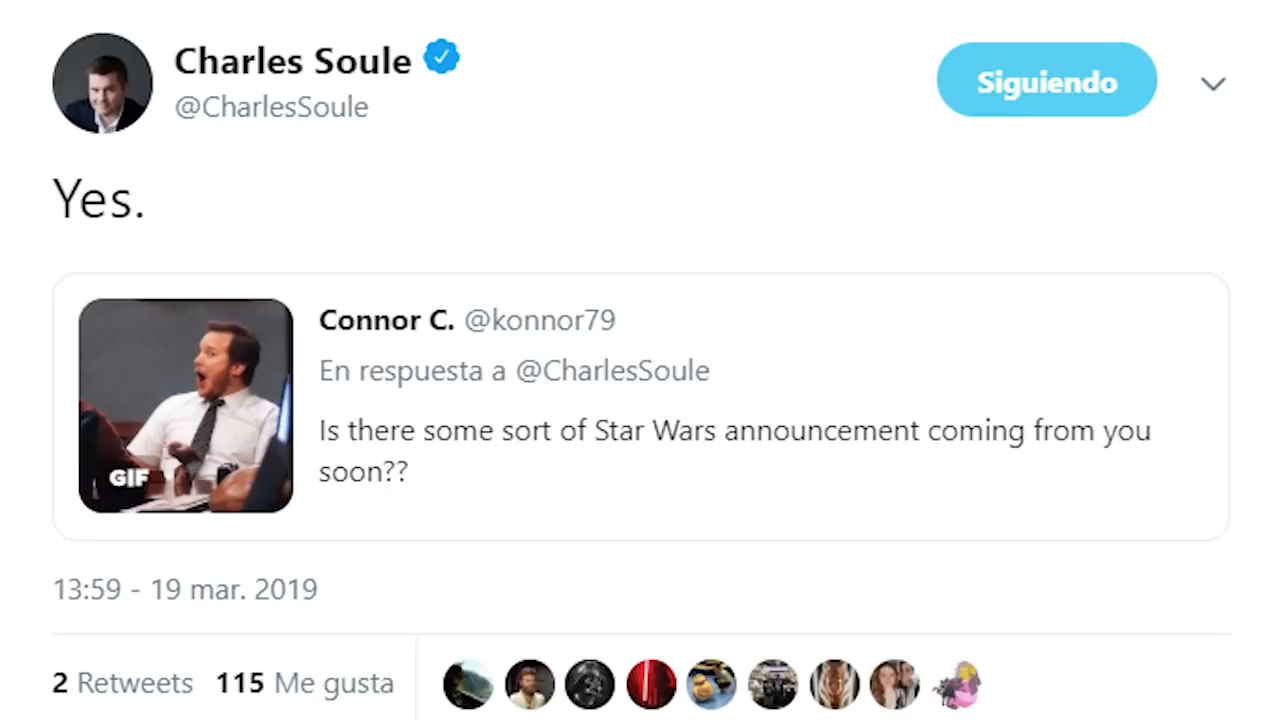 Charles Soule
@CharlesSoule
Siguiendo
Yes.
Connor C. @konnor79
En respuesta a @CharlesSoule
Is there some sort of Star Wars announcement coming from you
soon??
GIF
13:59 - 19 mar. 2019
2 Retweets 115 Me gusta